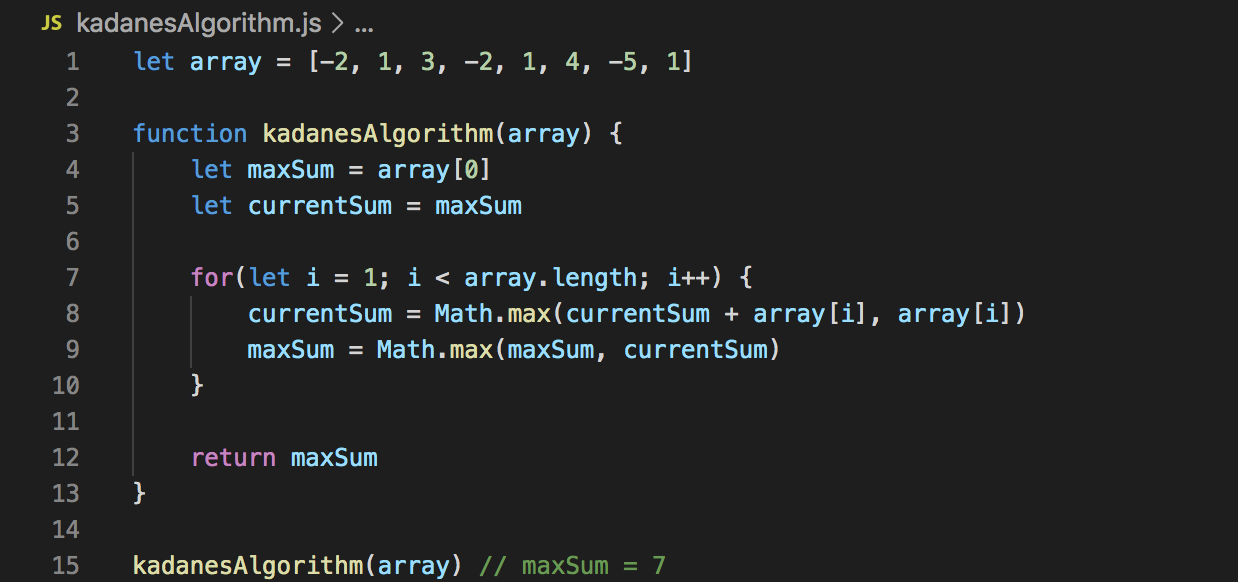 JS kadanesAlgorithm.js > ...
1 let array = [-2, 1, 3, -2, 1, 4, -5, 1]
2
3 function kadanesAlgorithm(array) {
4     let maxSum = array[0]
5     let currentSum = maxSum
6
7     for(let i = 1; i < array.length; i++) {
8         currentSum = Math.max(currentSum + array[i], array[i])
9         maxSum = Math.max(maxSum, currentSum)
10     }
11
12     return maxSum
13 }
14
15 kadanesAlgorithm(array) // maxSum = 7